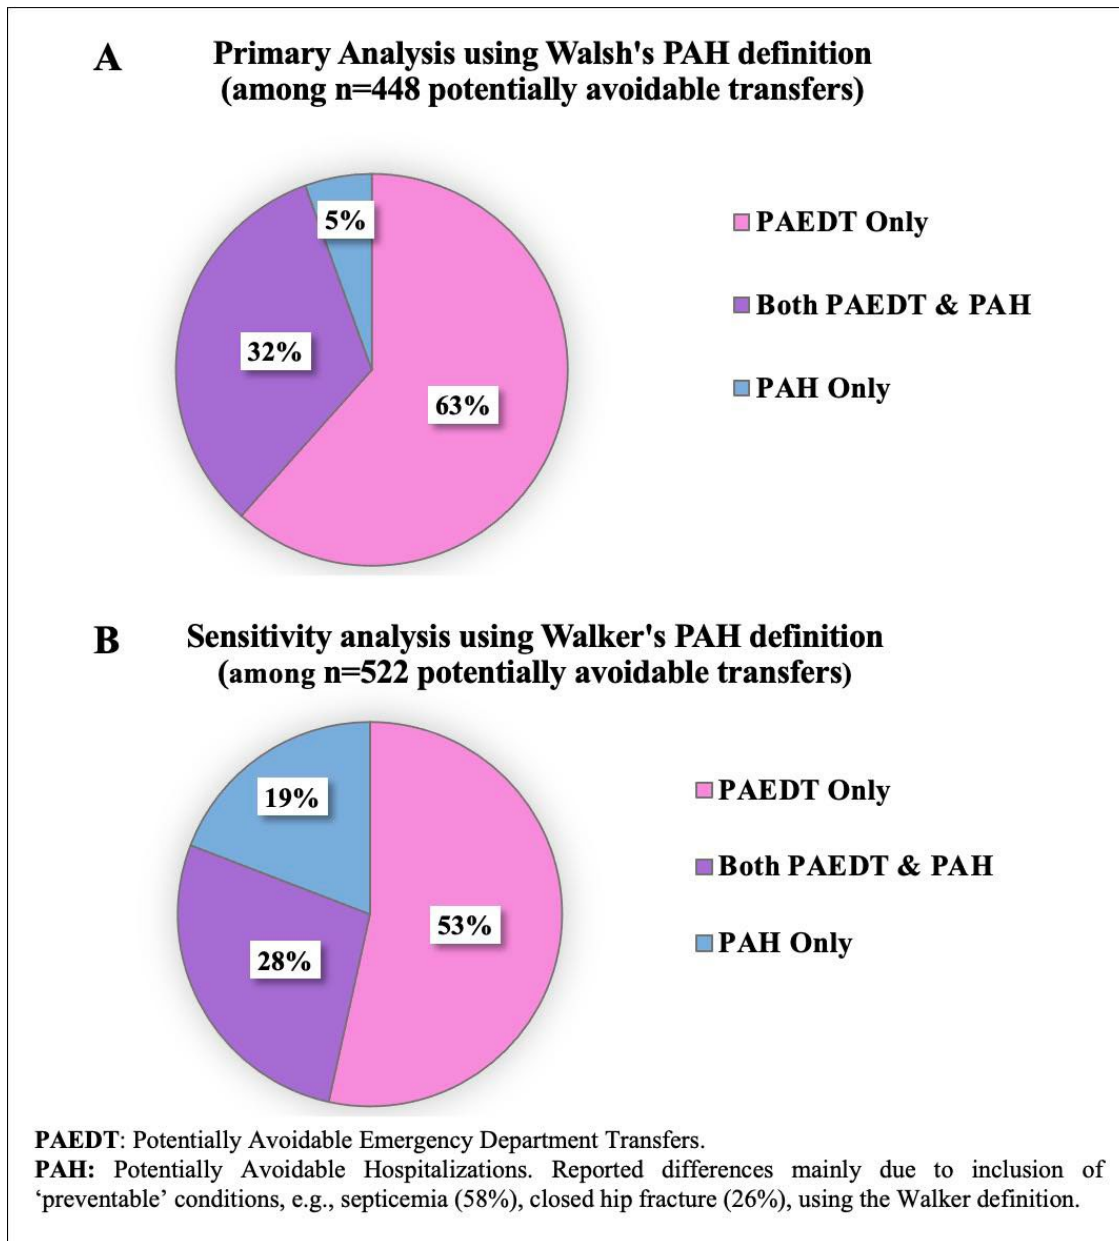 A
Primary Analysis using Walsh's PAH definition
(among n=448 potentially avoidable transfers)
5%
32%
63%
PAEDT Only
Both PAEDT & PAH
PAH Only
B
Sensitivity analysis using Walker's PAH definition
(among n=522 potentially avoidable transfers)
19%
28%
53%
PAEDT Only
Both PAEDT & PAH
PAH Only
PAEDT: Potentially Avoidable Emergency Department Transfers.
PAH: Potentially Avoidable Hospitalizations. Reported differences mainly due to inclusion of
‘preventable’ conditions, e.g., septicemia (58%), closed hip fracture (26%), using the Walker definition.